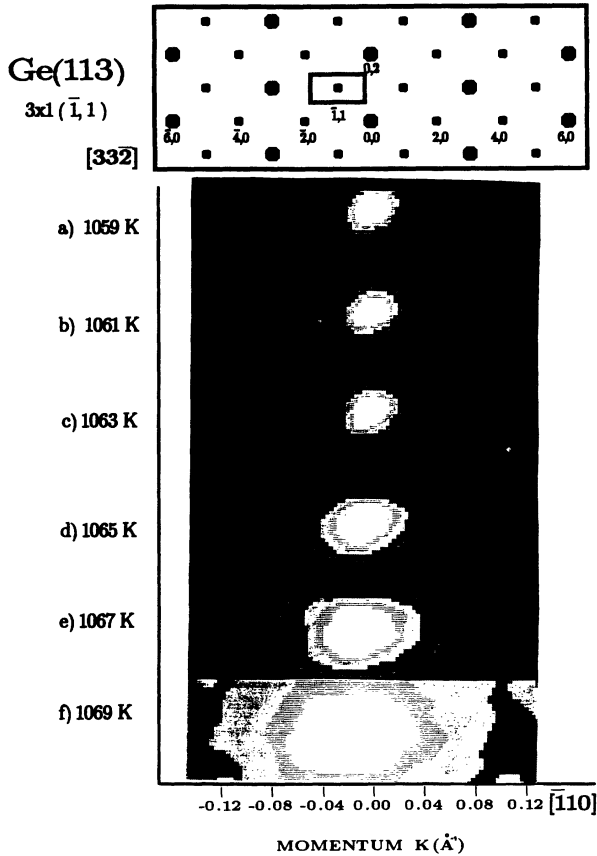 Ge(113)
3x1 (1̄, 1)
[332̄]
0,2
1̄,1
6̄,0 4̄,0 2̄,0 0,0 2,0 4,0 6,0
a) 1059 K
b) 1061 K
c) 1063 K
d) 1065 K
e) 1067 K
f) 1069 K
-0.12 -0.08 -0.04 0.00 0.04 0.08 0.12 [1̄10]
MOMENTUM K (Å⁻¹)